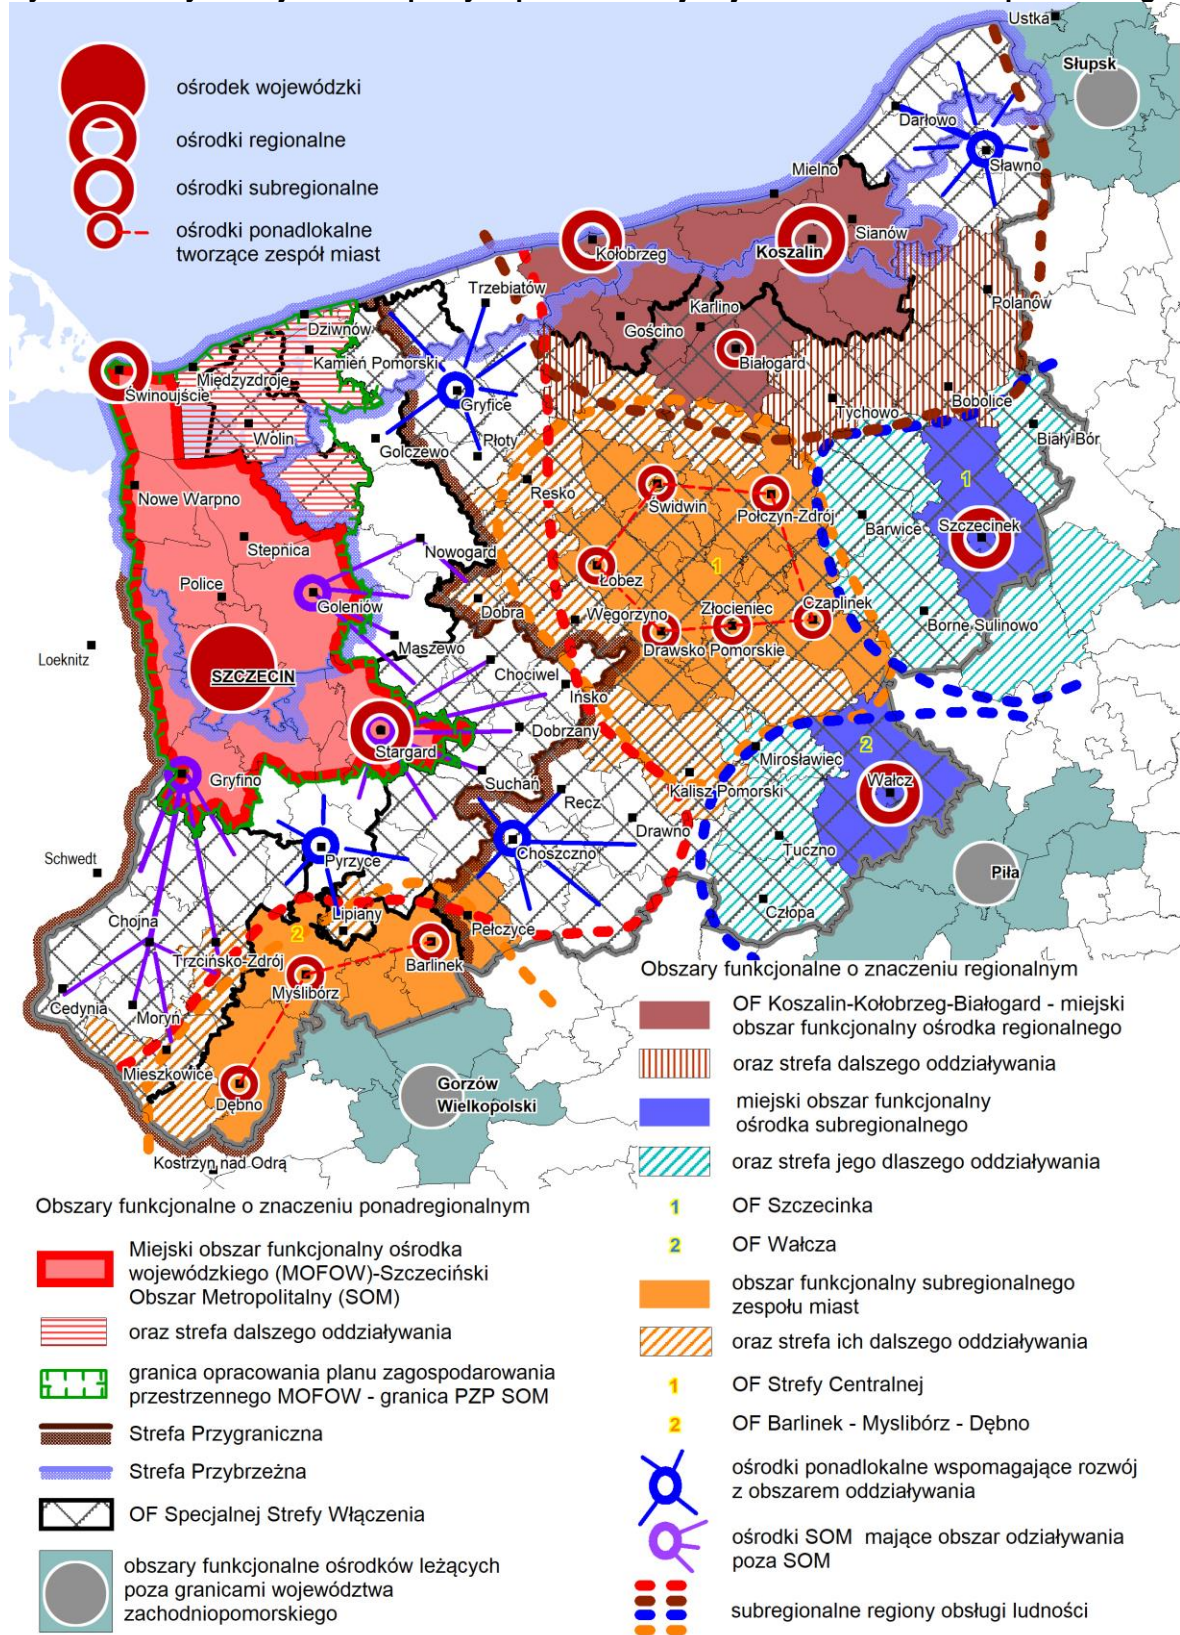 ośrodek wojewódzki
ośrodki regionalne
ośrodki subregionalne
ośrodki ponadlokalne
tworzące zespół miast
Ustka
Słupsk
Darłowo
Sławno
Mielno
Sianów
Kołobrzeg
Koszalin
Polanów
Trzebiatów
Karlino
Gościno
Białogard
Dziwnów
Kamień Pomorski
Międzyzdroje
Świnoujście
Gryfice
Tychowo
Bobolice
Biały Bór
Wolin
Golczewo
Płoty
Nowe Warpno
Resko
Świdwin
Połczyn-Zdrój
1
Barwice
Szczecinek
Stepnica
Nowogard
1
Police
Goleniów
Łobez
Dobra
Węgorzyno
Złocieniec
Czaplinek
Borne Sulinowo
Loeknitz
Maszewo
Drawsko Pomorskie
SZCZECIN
Chociwel
Ińsko
Stargard
Dobrzany
2
Mirosławiec
Gryfino
Suchań
Recz
Kalisz Pomorski
Wałcz
Schwedt
Pyrzyce
Choszczno
Drawno
Tuczno
Piła
Chojna
Lipiany
2
Pełczyce
Człopa
Trzcińsko-Zdrój
Barlinek
Cedynia
Moryń
Myślibórz
Mieszkowice
Dębno
Gorzów
Wielkopolski
Kostrzyn nad Odrą
Obszary funkcjonalne o znaczeniu regionalnym
OF Koszalin-Kołobrzeg-Białogard - miejski
obszar funkcjonalny ośrodka regionalnego
oraz strefa dalszego oddziaływania
miejski obszar funkcjonalny
ośrodka subregionalnego
oraz strefa jego dlaszego oddziaływania
1 OF Szczecinka
2 OF Wałcza
obszar funkcjonalny subregionalnego
zespołu miast
oraz strefa ich dalszego oddziaływania
1 OF Strefy Centralnej
2 OF Barlinek - Myslibórz - Dębno
ośrodki ponadlokalne wspomagające rozwój
z obszarem oddziaływania
ośrodki SOM mające obszar odziaływania
poza SOM
subregionalne regiony obsługi ludności
Obszary funkcjonalne o znaczeniu ponadregionalnym
Miejski obszar funkcjonalny ośrodka
wojewódzkiego (MOFOW)-Szczeciński
Obszar Metropolitalny (SOM)
oraz strefa dalszego oddziaływania
granica opracowania planu zagospodarowania
przestrzennego MOFOW - granica PZP SOM
Strefa Przygraniczna
Strefa Przybrzeżna
OF Specjalnej Strefy Włączenia
obszary funkcjonalne ośrodków leżących
poza granicami województwa
zachodniopomorskiego